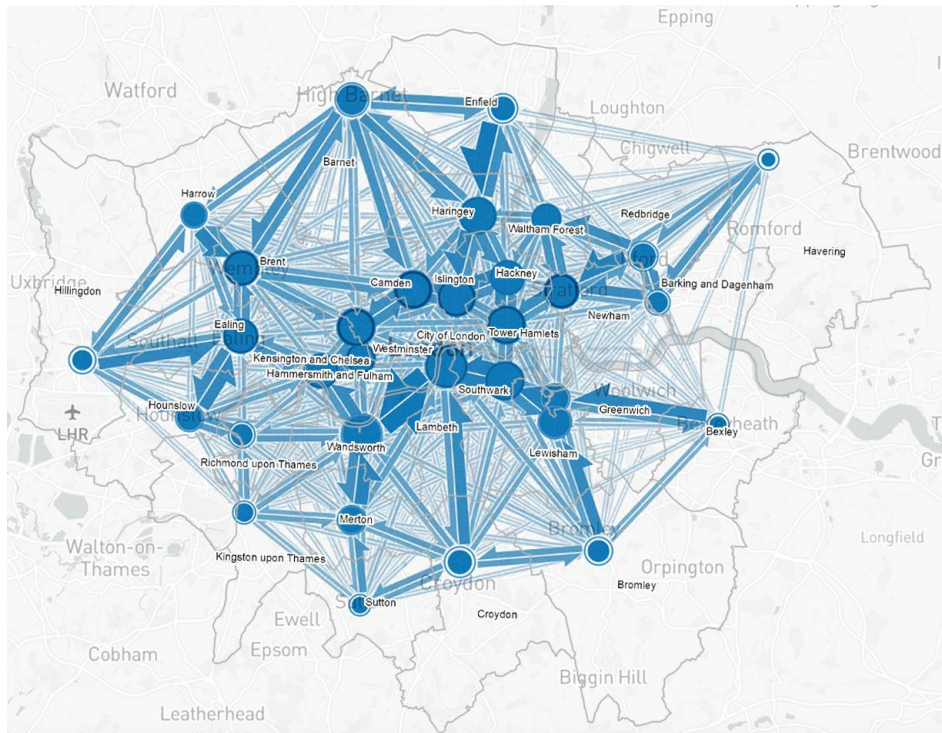 Epping
Watford
High Barnet
Enfield
Loughton
Chigwell
Brentwood
Barnet
Harrow
Haringey
Waltham Forest
Redbridge
Romford
Havering
Brent
Uxbridge
Hillingdon
Camden
Islington
Hackney
Barking and Dagenham
Newham
Ealing
Southall
Ealing
City of London
Tower Hamlets
Westminster
Kensington and Chelsea
Hammersmith and Fulham
Southwark
Woolwich
Hounslow
Greenwich
LHR
Lambeth
Bexley
Wandsworth
Lewisham
Richmond upon Thames
Merton
Bromley
Longfield
Walton-on-
Thames
Kingston upon Thames
Orpington
Croydon
Bromley
Sutton
Croydon
Ewell
Epsom
Cobham
Biggin Hill
Leatherhead